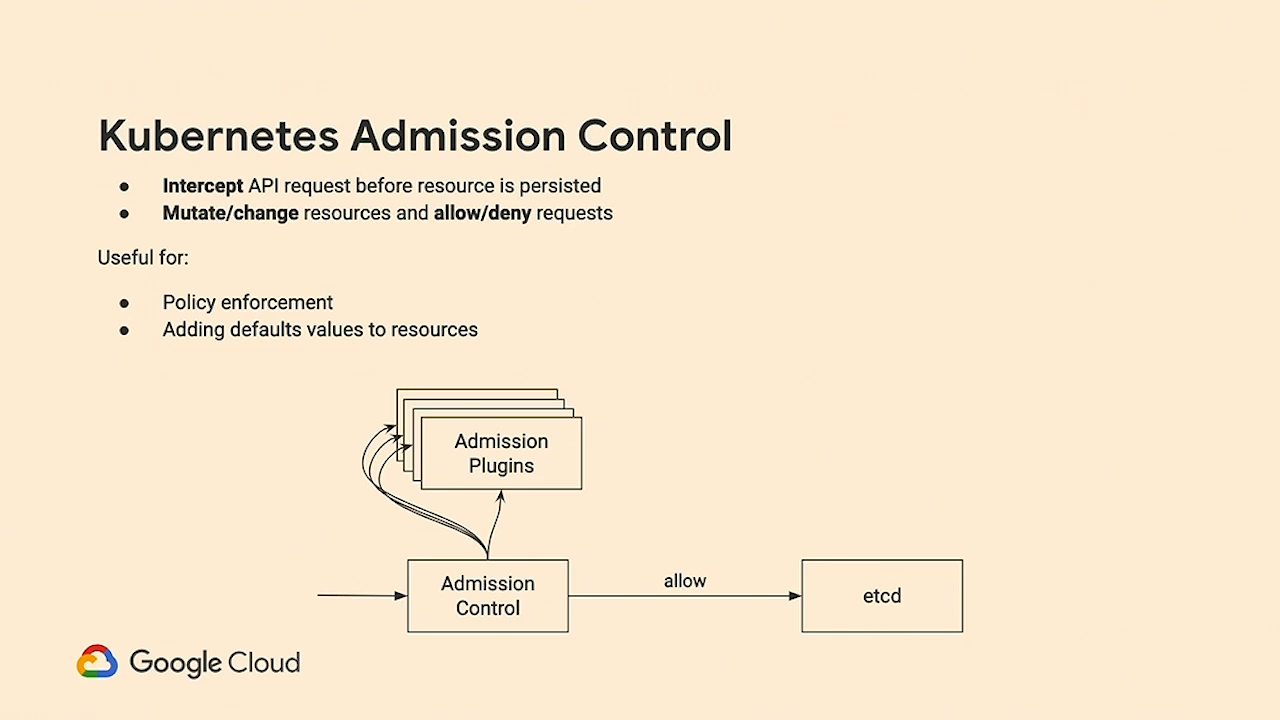 Kubernetes Admission Control
● Intercept API request before resource is persisted
● Mutate/change resources and allow/deny requests
Useful for:
● Policy enforcement
● Adding defaults values to resources
Admission
Plugins
Admission
Control
allow
etcd
Google Cloud